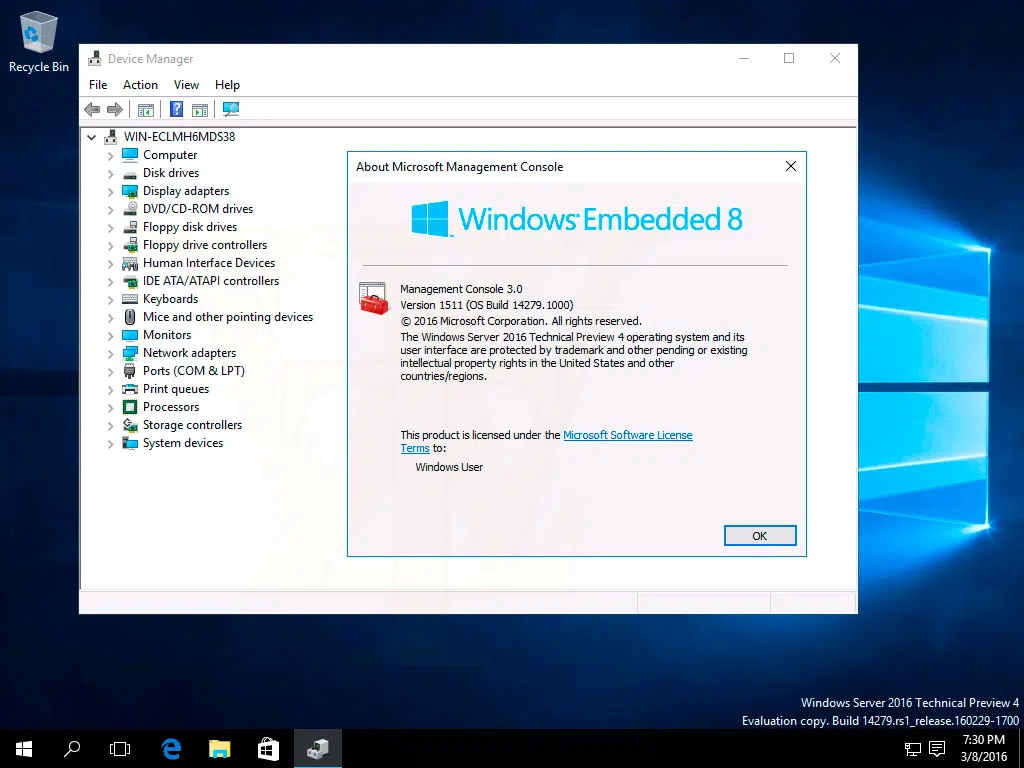 Recycle Bin
Device Manager
File Action View Help
WIN-ECLMH6MDS38
Computer
Disk drives
Display adapters
DVD/CD-ROM drives
Floppy disk drives
Floppy drive controllers
Human Interface Devices
IDE ATA/ATAPI controllers
Keyboards
Mice and other pointing devices
Monitors
Network adapters
Ports (COM & LPT)
Print queues
Processors
Storage controllers
System devices
About Microsoft Management Console
Windows Embedded 8
Management Console 3.0
Version 1511 (OS Build 14279.1000)
© 2016 Microsoft Corporation. All rights reserved.
The Windows Server 2016 Technical Preview 4 operating system and its
user interface are protected by trademark and other pending or existing
intellectual property rights in the United States and other
countries/regions.
This product is licensed under the Microsoft Software License
Terms to:
Windows User
OK
Windows Server 2016 Technical Preview 4
Evaluation copy. Build 14279.rs1_release.160229-1700
7:30 PM
3/8/2016